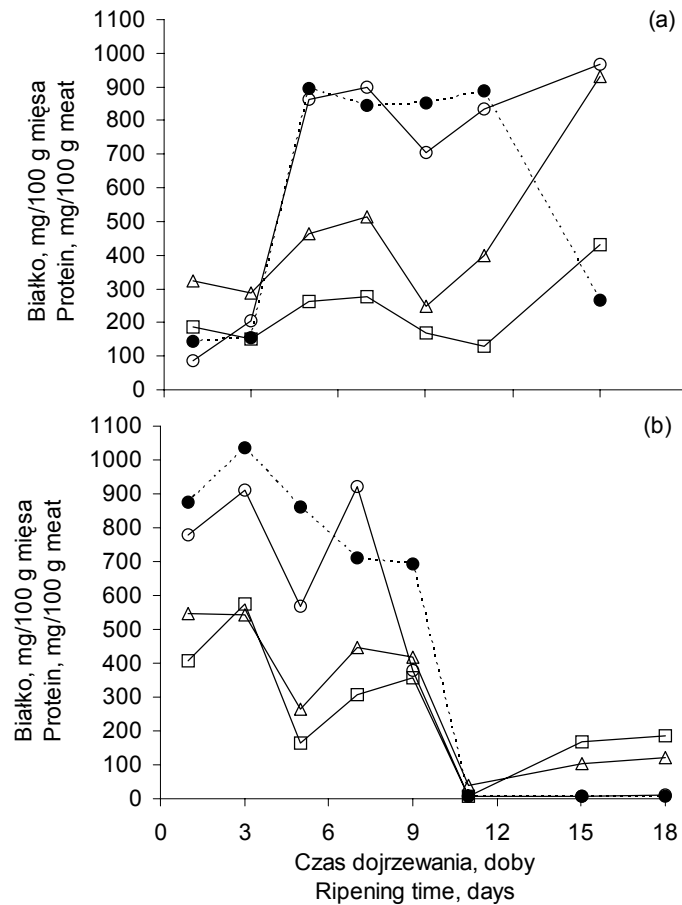 (a)
1100
1000
900
800
700
600
500
400
300
200
100
0
Białko, mg/100 g mięsa
Protein, mg/100 g meat
(b)
1100
1000
900
800
700
600
500
400
300
200
100
0
Białko, mg/100 g mięsa
Protein, mg/100 g meat
0 3 6 9 12 15 18
Czas dojrzewania, doby
Ripening time, days